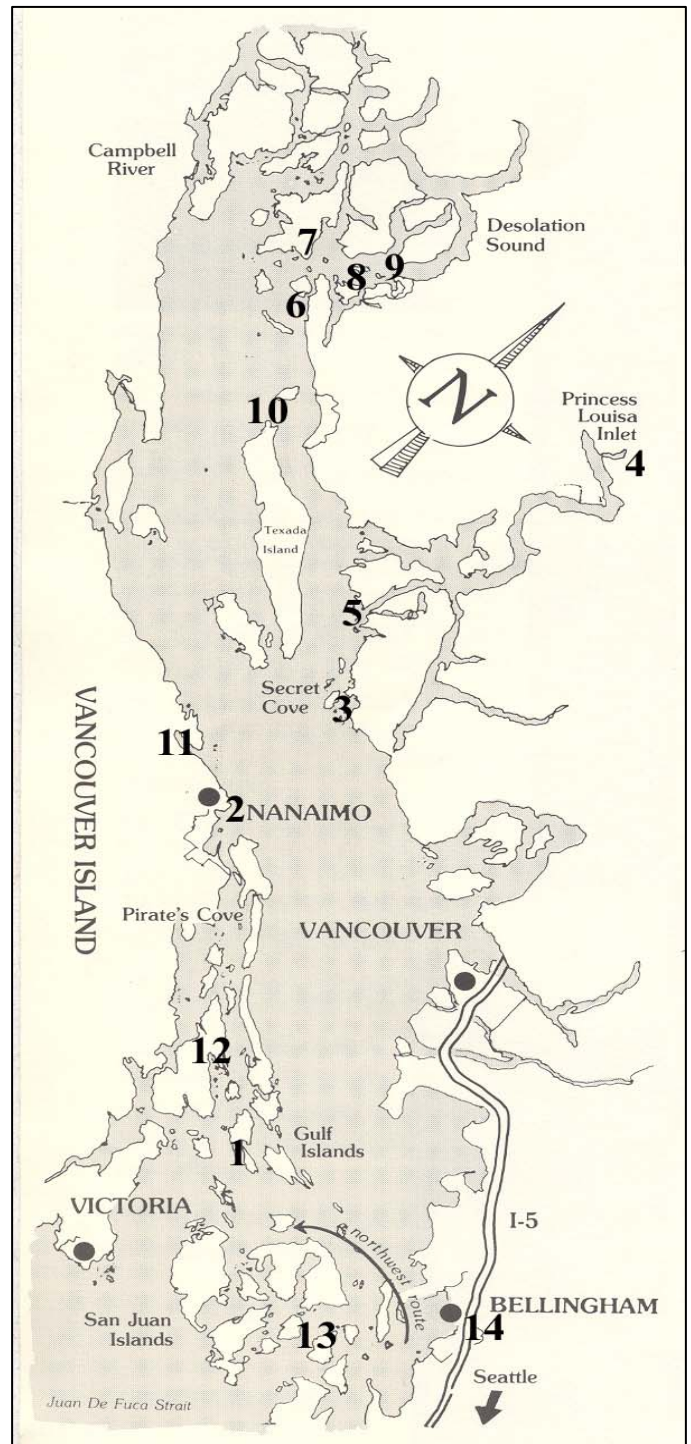 Campbell
River
7
Desolation
Sound
8
9
6
N
10
Princess
Louisa
Inlet
4
Texada
Island
5
Secret
Cove
3
11
2
NANAIMO
VANCOUVER ISLAND
Pirate's Cove
VANCOUVER
12
1
Gulf
Islands
VICTORIA
I-5
northwest route
BELLINGHAM
San Juan
Islands
13
14
Seattle
Juan De Fuca Strait